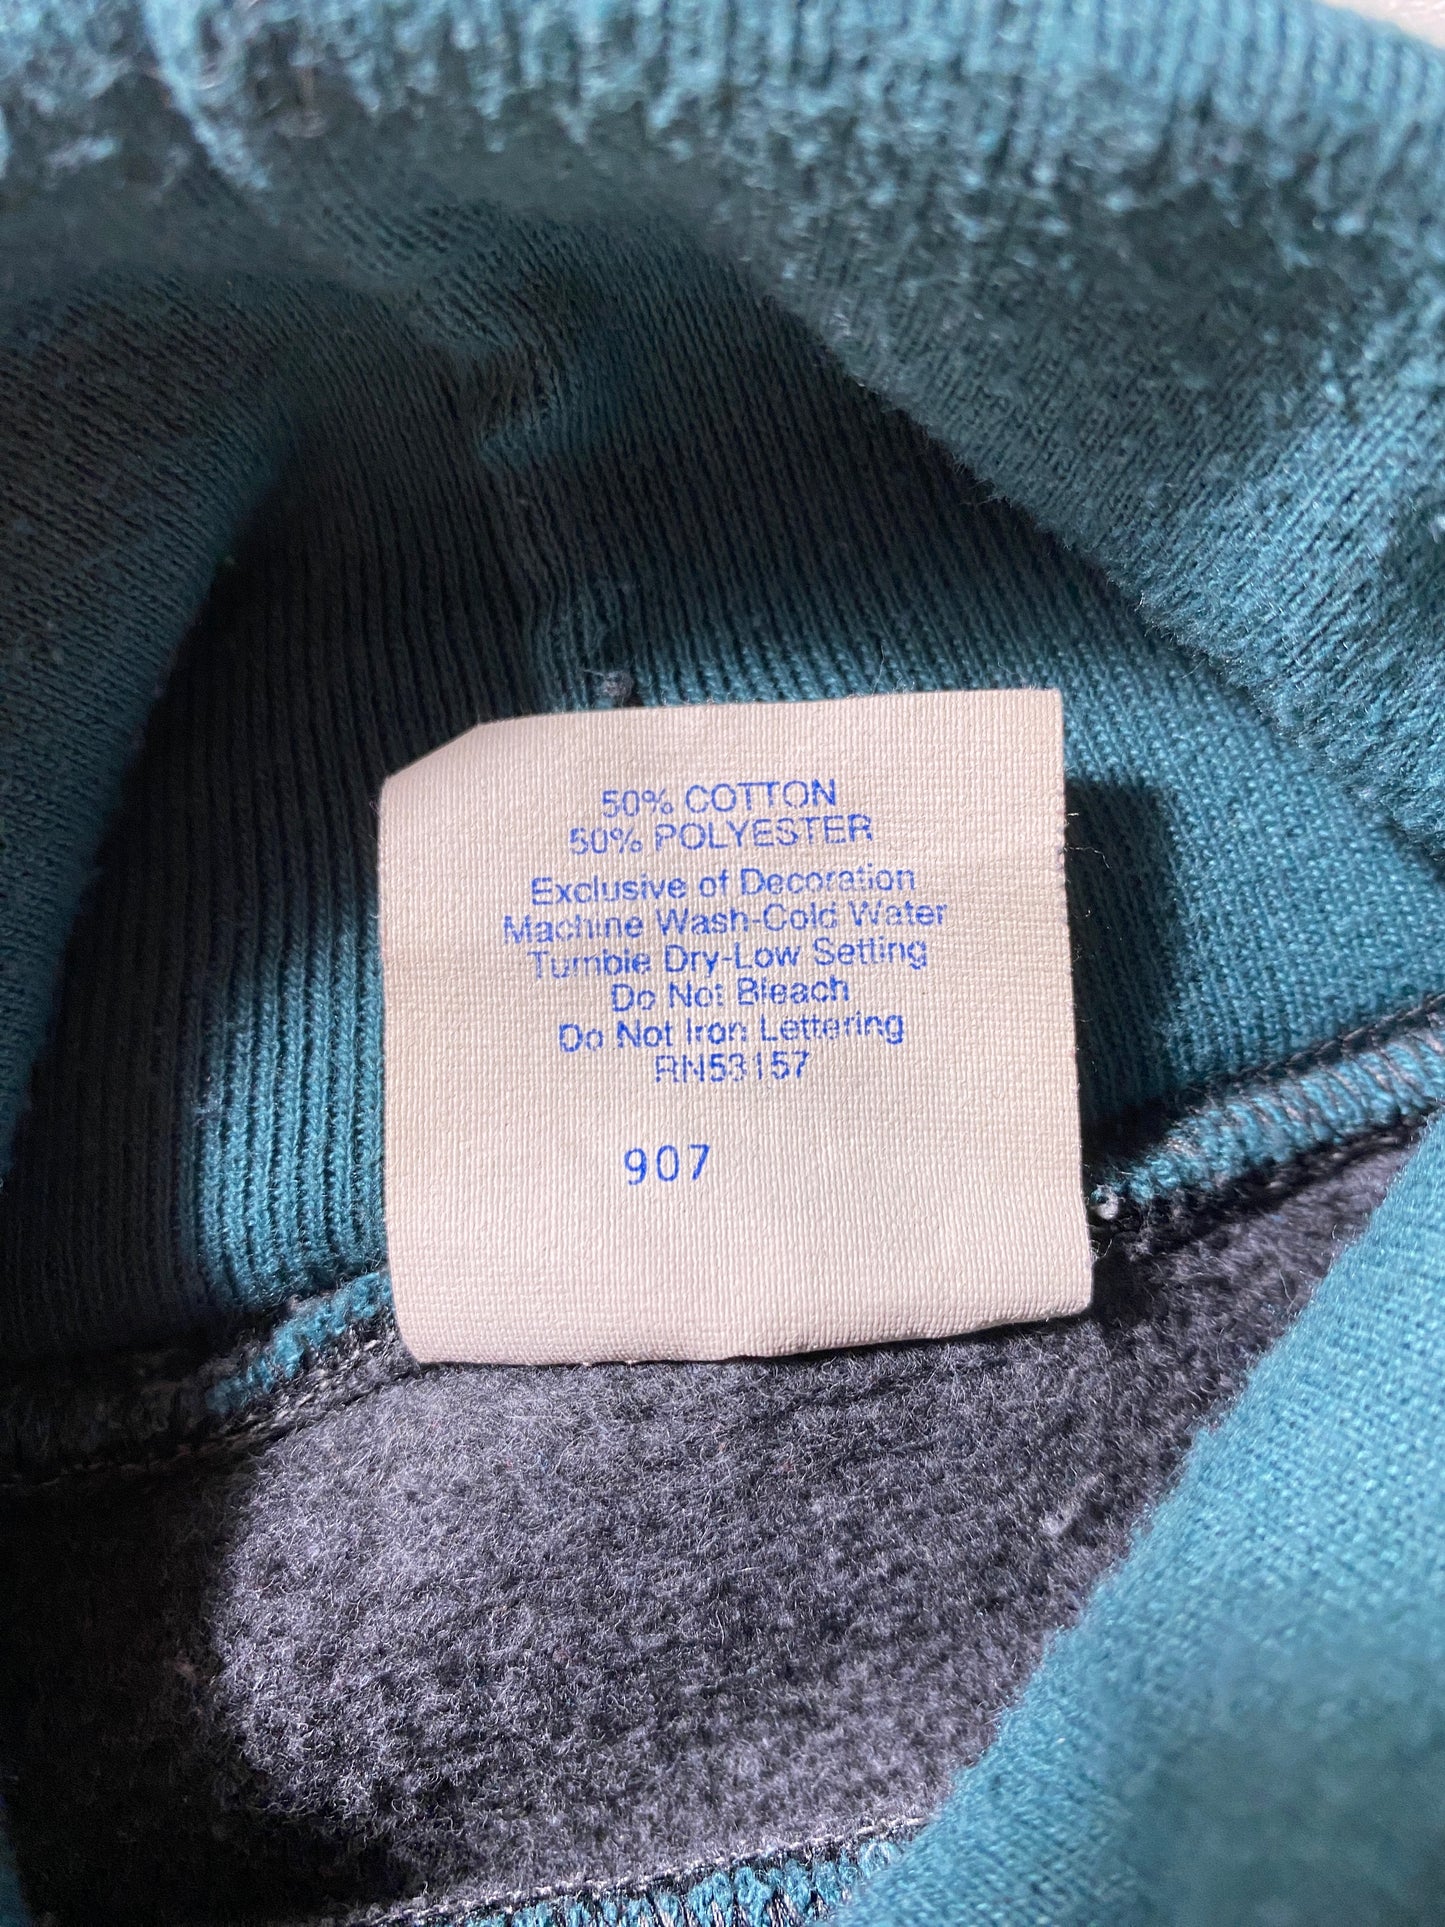 50% COTTON
50% POLYESTER
Exclusive of Decoration
Machine Wash-Cold Water
Tumble Dry-Low Setting
Do Not Bleach
Do Not Iron Lettering
RN53157
907